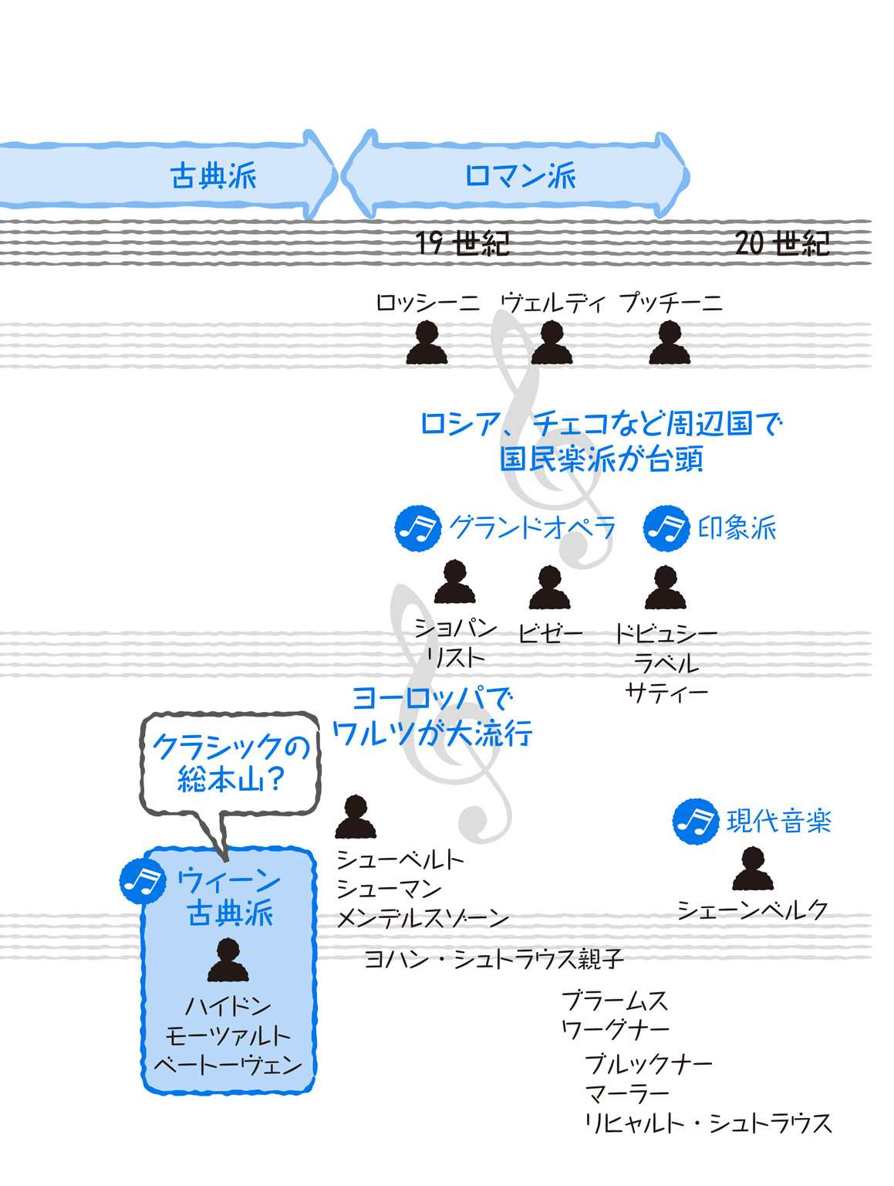 古典派
ロマン派
19世紀
20世紀
ロッシーニ
ヴェルディ
プッチーニ
ロシア、チェコなど周辺国で
国民楽派が台頭
グランドオペラ
印象派
ショパン
リスト
ビゼー
ドビュシー
ラベル
サティー
ヨーロッパで
ワルツが大流行
クラシックの
総本山？
ウィーン
古典派
ハイドン
モーツァルト
ベートーヴェン
シューベルト
シューマン
メンデルスゾーン
現代音楽
シェーンベルク
ヨハン・シュトラウス親子
ブラームス
ワーグナー
ブルックナー
マーラー
リヒャルト・シュトラウス